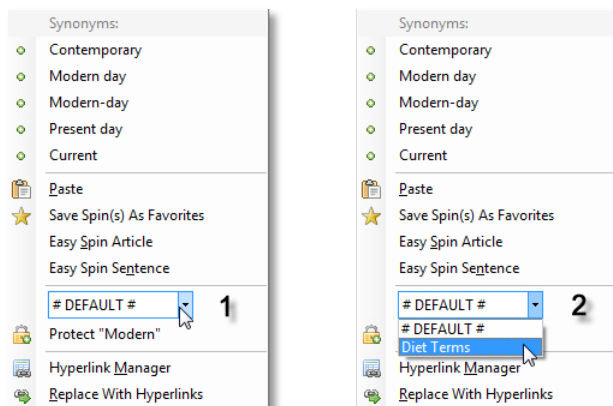 Synonyms:
Contemporary
Modern day
Modern-day
Present day
Current
Paste
Save Spin(s) As Favorites
Easy Spin Article
Easy Spin Sentence
# DEFAULT #
1
Protect "Modern"
Hyperlink Manager
Replace With Hyperlinks
Synonyms:
Contemporary
Modern day
Modern-day
Present day
Current
Paste
Save Spin(s) As Favorites
Easy Spin Article
Easy Spin Sentence
# DEFAULT #
2
# DEFAULT #
Diet Terms
Hyperlink Manager
Replace With Hyperlinks